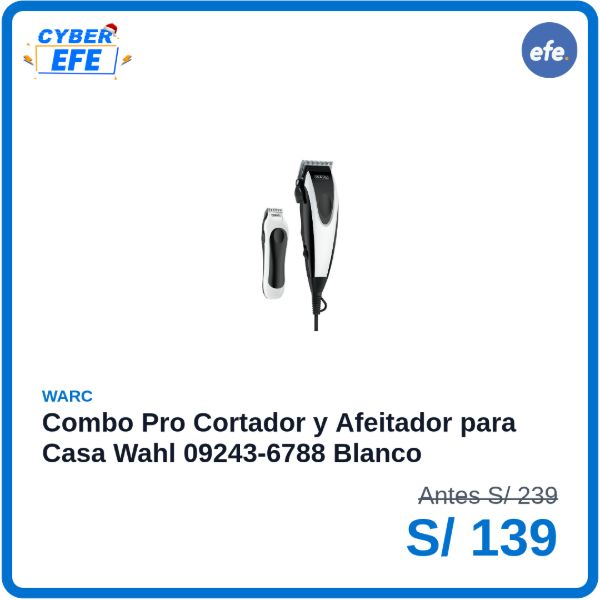 CYBER
EFE
efe.
WARC
Combo Pro Cortador y Afeitador para
Casa Wahl 09243-6788 Blanco
Antes S/ 239
S/ 139